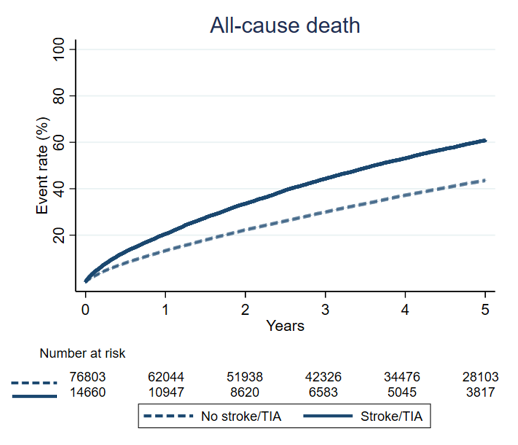 All-cause death
Event rate (%)
100
80
60
40
20
0 1 2 3 4 5
Years
Number at risk
76803 62044 51938 42326 34476 28103
14660 10947 8620 6583 5045 3817
No stroke/TIA Stroke/TIA